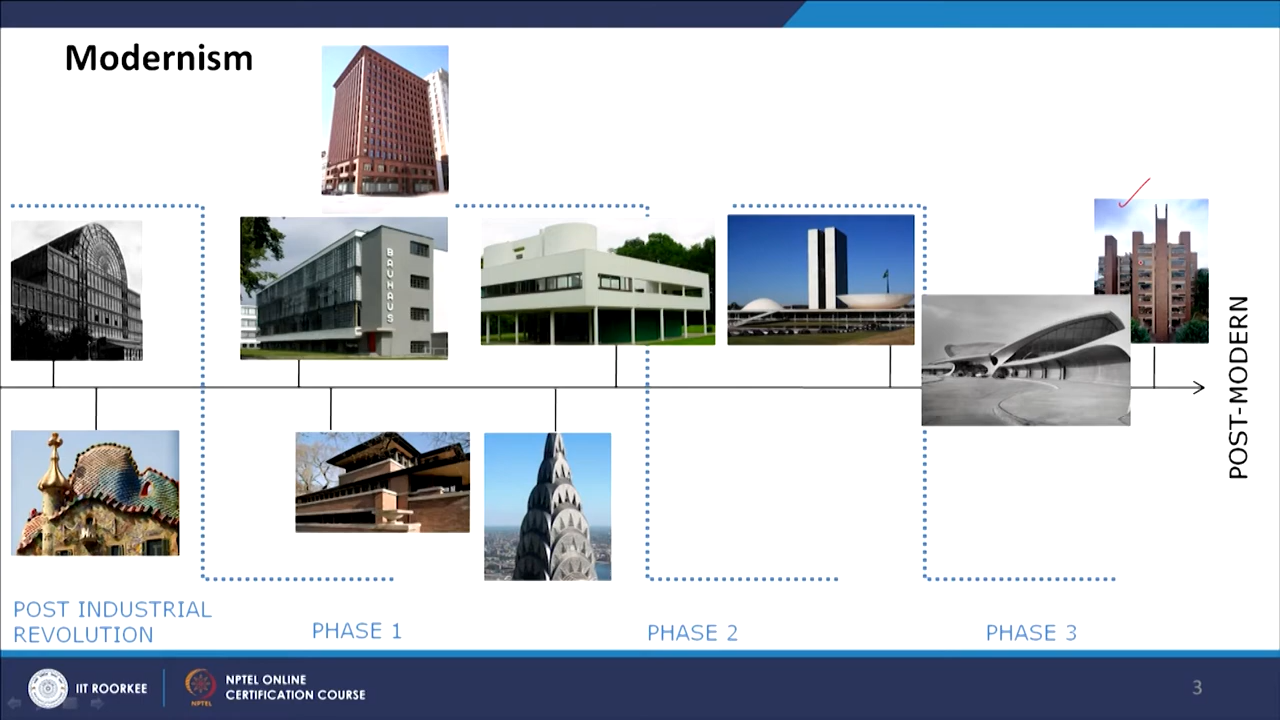 Modernism
BAUHAUS
POST-MODERN
POST INDUSTRIAL
REVOLUTION
PHASE 1
PHASE 2
PHASE 3
IIT ROORKEE
NPTEL
NPTEL ONLINE
CERTIFICATION COURSE
3